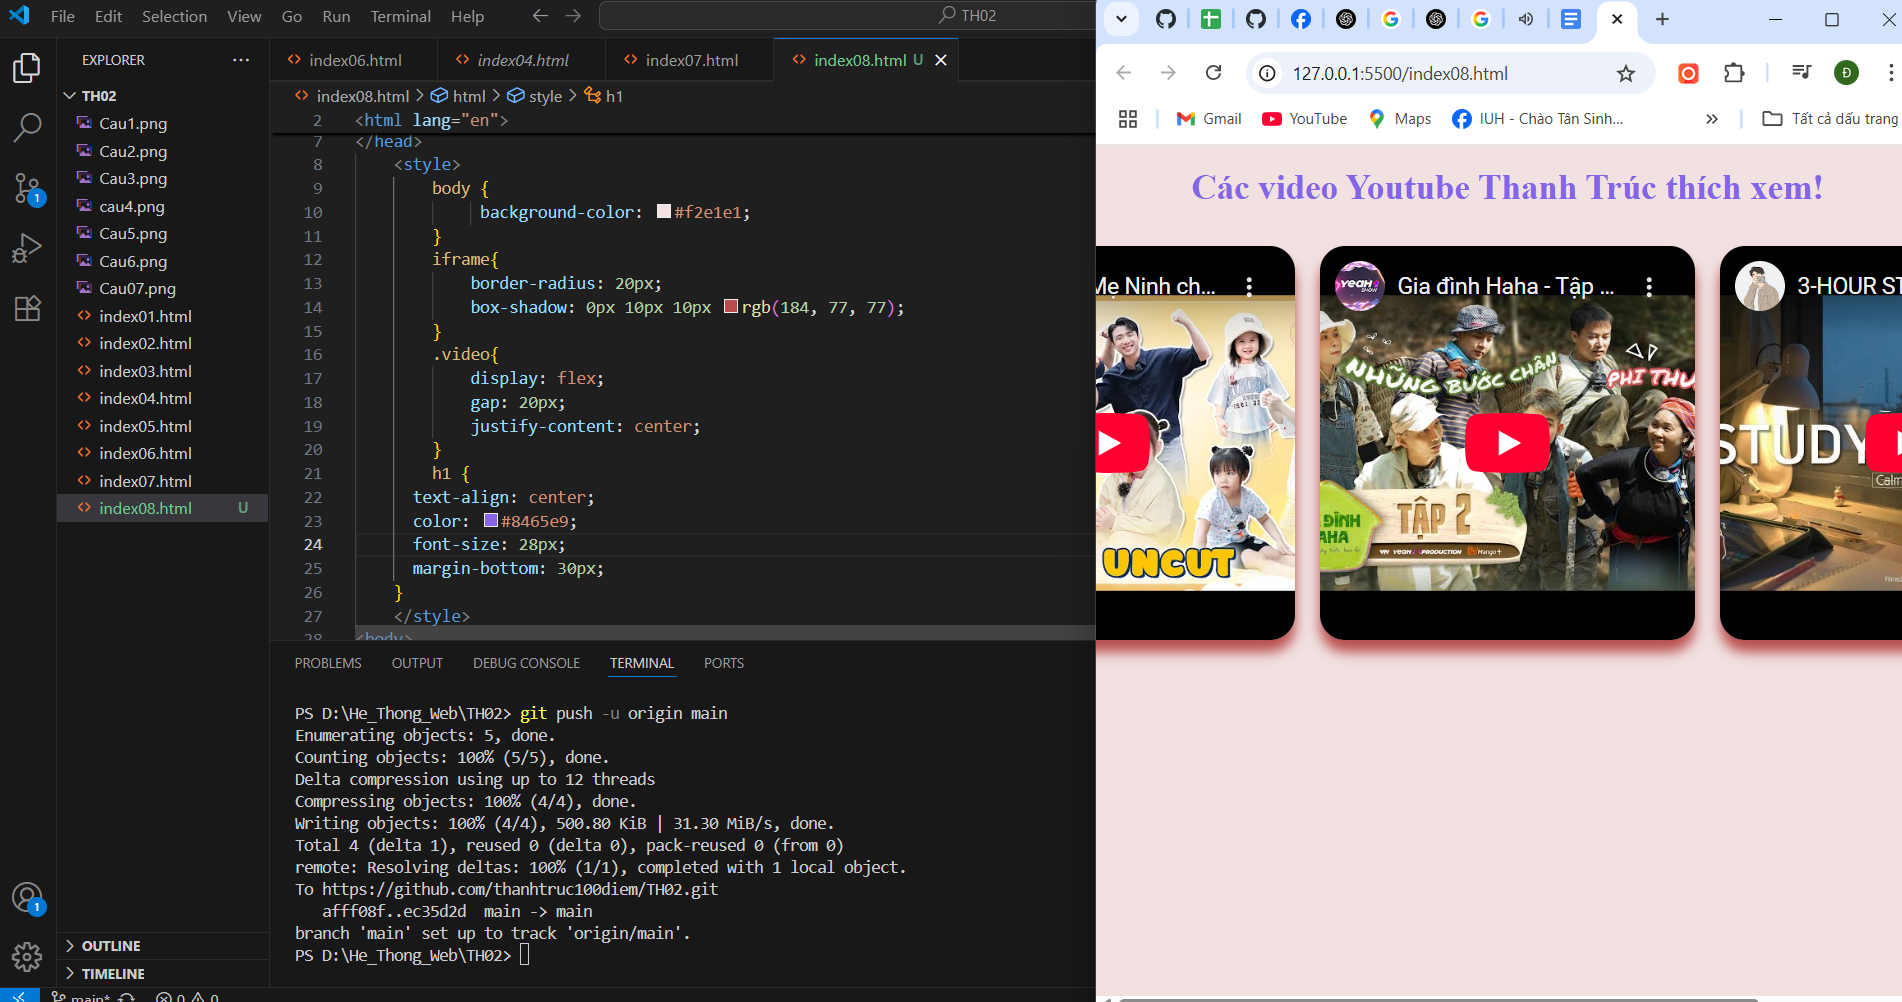 File Edit Selection View Go Run Terminal Help
TH02
EXPLORER
TH02
Cau1.png
Cau2.png
Cau3.png
cau4.png
Cau5.png
Cau6.png
Cau07.png
index01.html
index02.html
index03.html
index04.html
index05.html
index06.html
index07.html
index08.html U
OUTLINE
TIMELINE
1
1
main*
0 0
index06.html index04.html index07.html index08.html U
index08.html > html > style > h1
2 <html lang="en">
7 </head>
8 <style>
9 body {
10 background-color: #f2e1e1;
11 }
12 iframe{
13 border-radius: 20px;
14 box-shadow: 0px 10px 10px rgb(184, 77, 77);
15 }
16 .video{
17 display: flex;
18 gap: 20px;
19 justify-content: center;
20 }
21 h1 {
22 text-align: center;
23 color: #8465e9;
24 font-size: 28px;
25 margin-bottom: 30px;
26 }
27 </style>
28 <body>
PROBLEMS OUTPUT DEBUG CONSOLE TERMINAL PORTS
PS D:\He_Thong_Web\TH02> git push -u origin main
Enumerating objects: 5, done.
Counting objects: 100% (5/5), done.
Delta compression using up to 12 threads
Compressing objects: 100% (4/4), done.
Writing objects: 100% (4/4), 500.80 KiB | 31.30 MiB/s, done.
Total 4 (delta 1), reused 0 (delta 0), pack-reused 0 (from 0)
remote: Resolving deltas: 100% (1/1), completed with 1 local object.
To https://github.com/thanhtruc100diem/TH02.git
afff08f..ec35d2d main -> main
branch 'main' set up to track 'origin/main'.
PS D:\He_Thong_Web\TH02>
127.0.0.1:5500/index08.html
Đ
Gmail YouTube Maps IUH - Chào Tân Sinh... Tất cả dấu trang
Các video Youtube Thanh Trúc thích xem!
Mẹ Ninh ch...
UNCUT
YEAH1 SHOW
Gia đình Haha - Tập ...
NHỮNG BƯỚC CHÂN
PHI THƯ
ĐÌNH
HAHA
TẬP 2
YEAH1 PRODUCTION Mango+
3-HOUR ST
STUDY
Calm